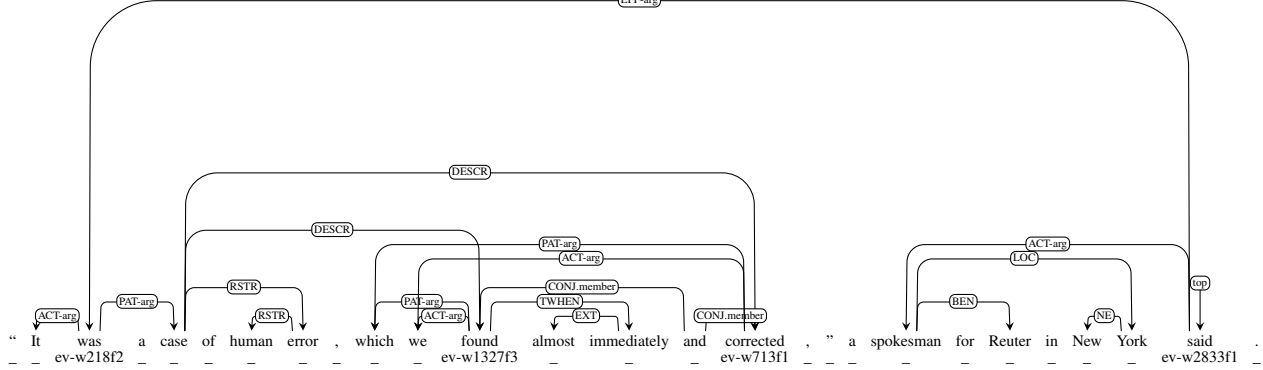 EFF-arg
DESCR
DESCR
PAT-arg ACT-arg
ACT-arg LOC
RSTR CONJ.member top
PAT-arg PAT-arg TWHEN BEN
ACT-arg RSTR ACT-arg EXT CONJ.member NE
“ It was a case of human error , which we found almost immediately and corrected , ” a spokesman for Reuter in New York said .
_ _ ev-w218f2 _ _ _ _ _ _ _ _ ev-w1327f3 _ _ _ ev-w713f1 _ _ _ _ _ _ _ _ _ ev-w2833f1 _